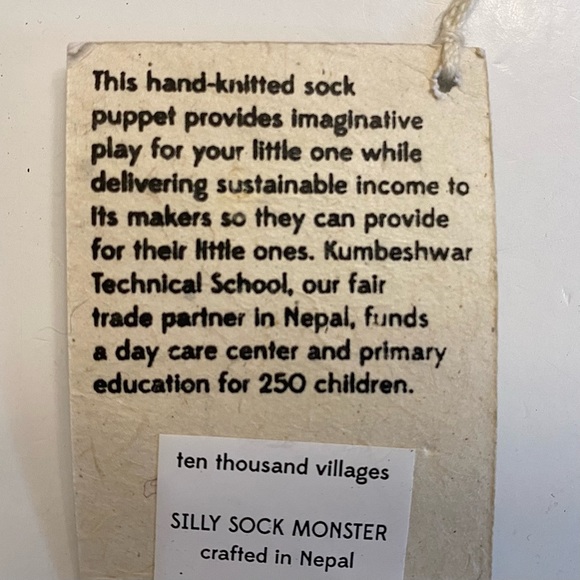 This hand-knitted sock
puppet provides imaginative
play for your little one while
delivering sustainable income to
its makers so they can provide
for their little ones. Kumbeshwar
Technical School, our fair
trade partner in Nepal, funds
a day care center and primary
education for 250 children.
ten thousand villages
SILLY SOCK MONSTER
crafted in Nepal